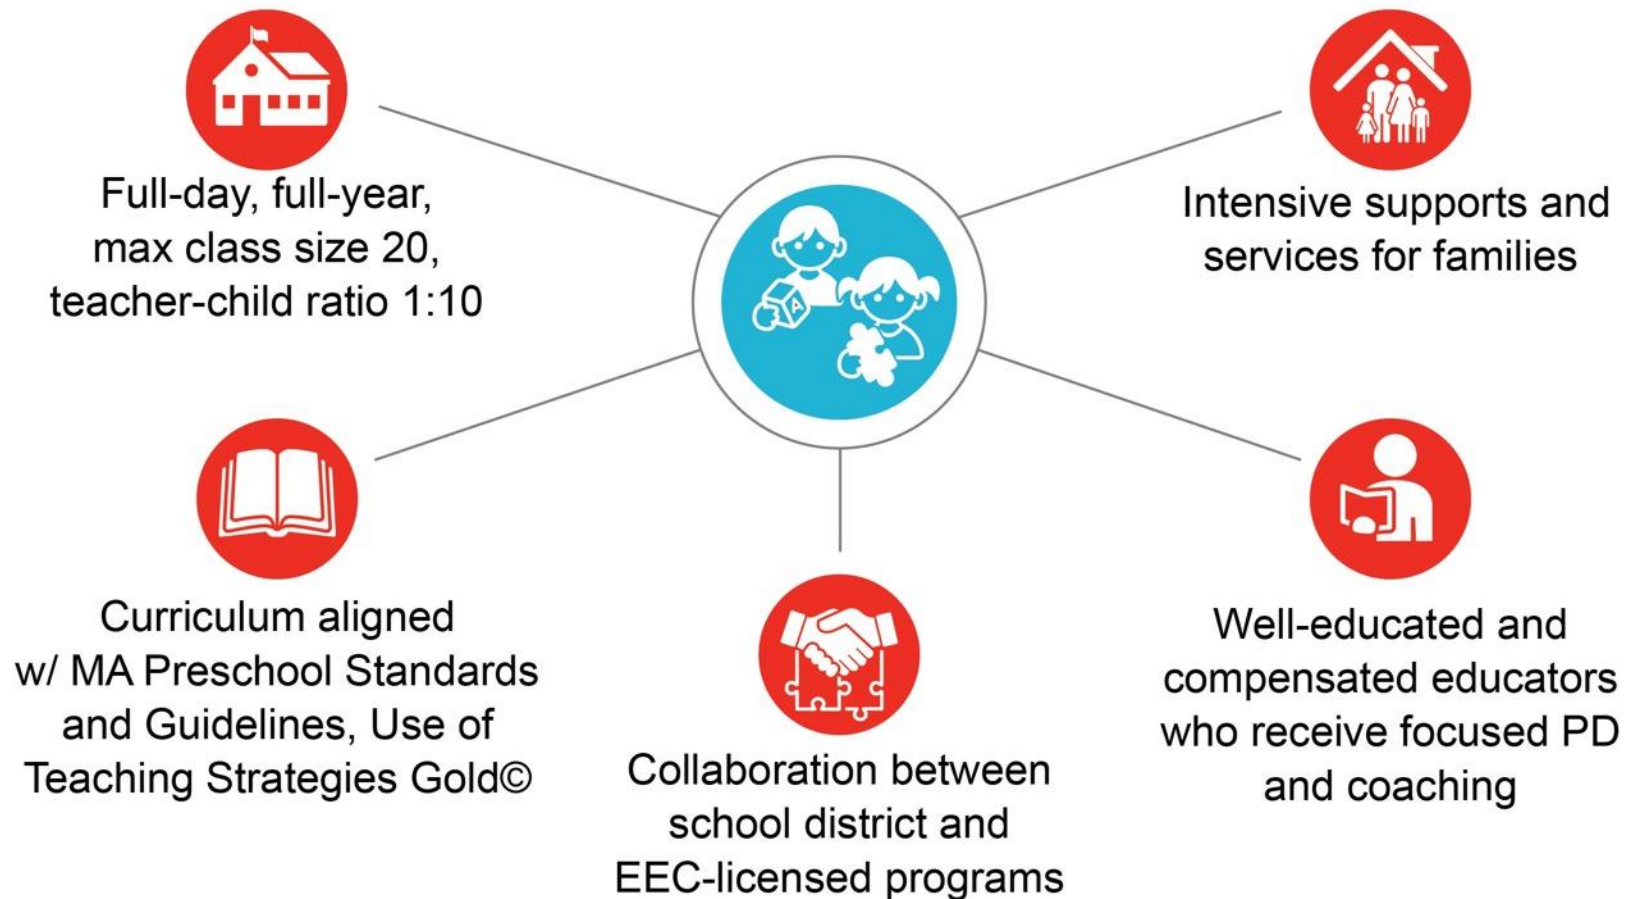 Full-day, full-year,
max class size 20,
teacher-child ratio 1:10
Intensive supports and
services for families
A
Curriculum aligned
w/ MA Preschool Standards
and Guidelines, Use of
Teaching Strategies Gold©
Collaboration between
school district and
EEC-licensed programs
Well-educated and
compensated educators
who receive focused PD
and coaching